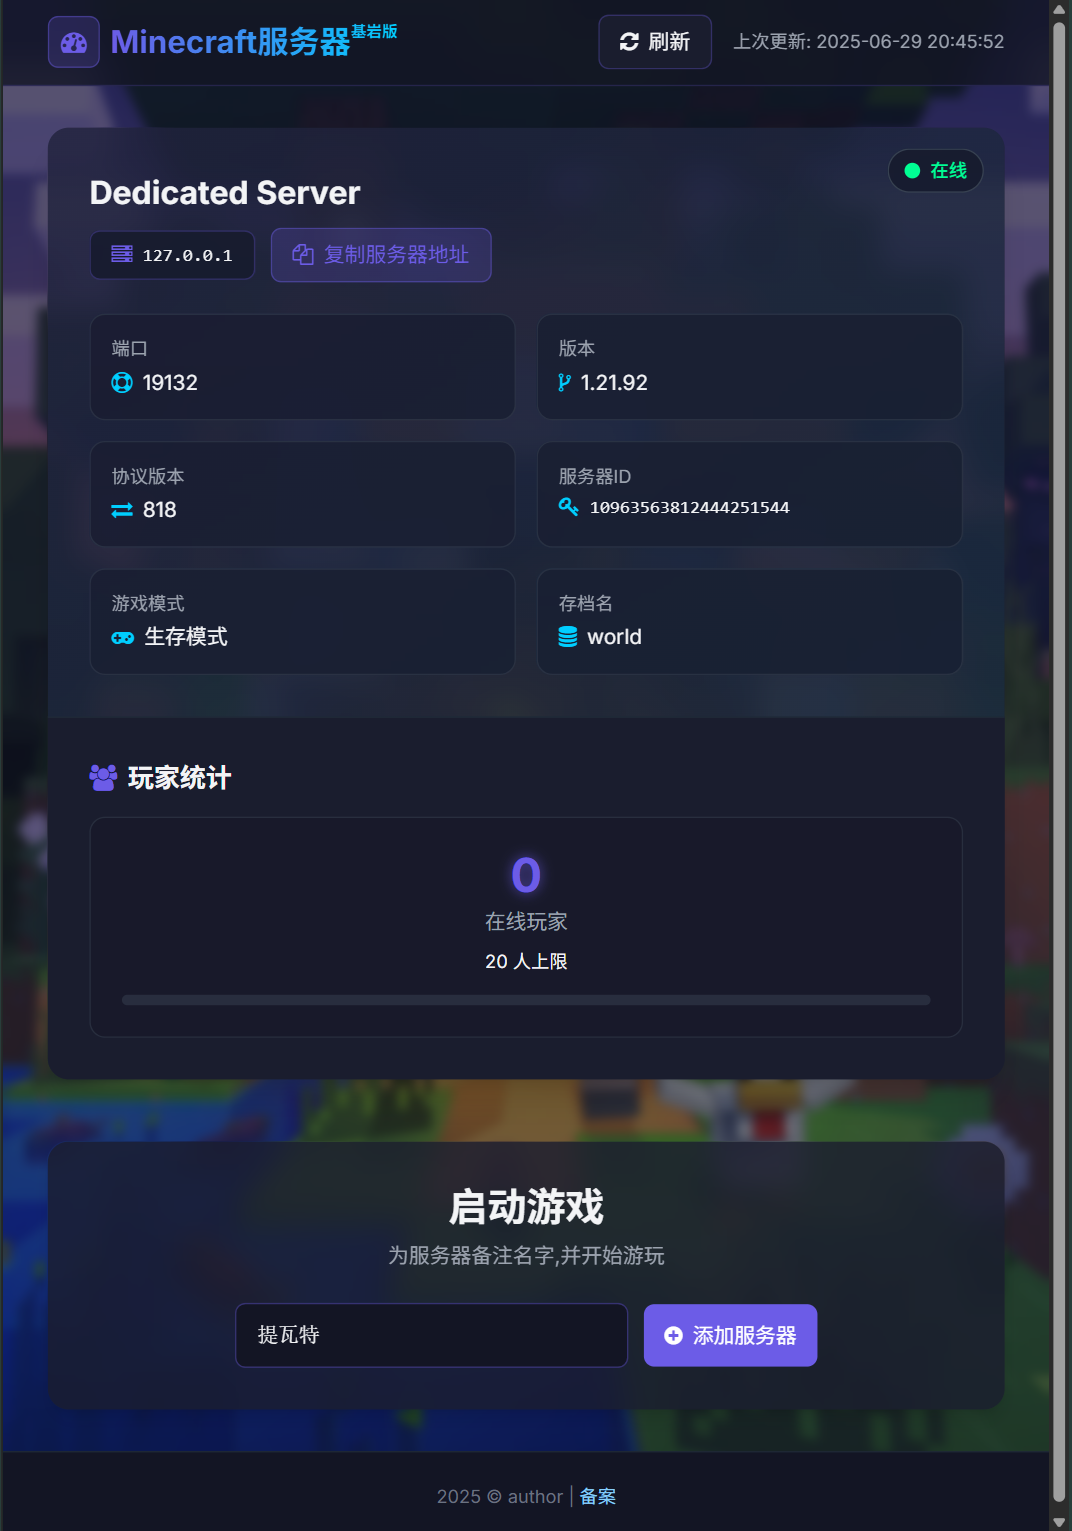 Minecraft服务器基岩版
刷新
上次更新: 2025-06-29 20:45:52
在线
Dedicated Server
127.0.0.1
复制服务器地址
端口
19132
版本
1.21.92
协议版本
818
服务器ID
10963563812444251544
游戏模式
生存模式
存档名
world
玩家统计
0
在线玩家
20 人上限
启动游戏
为服务器备注名字,并开始游玩
提瓦特
添加服务器
2025 © author | 备案